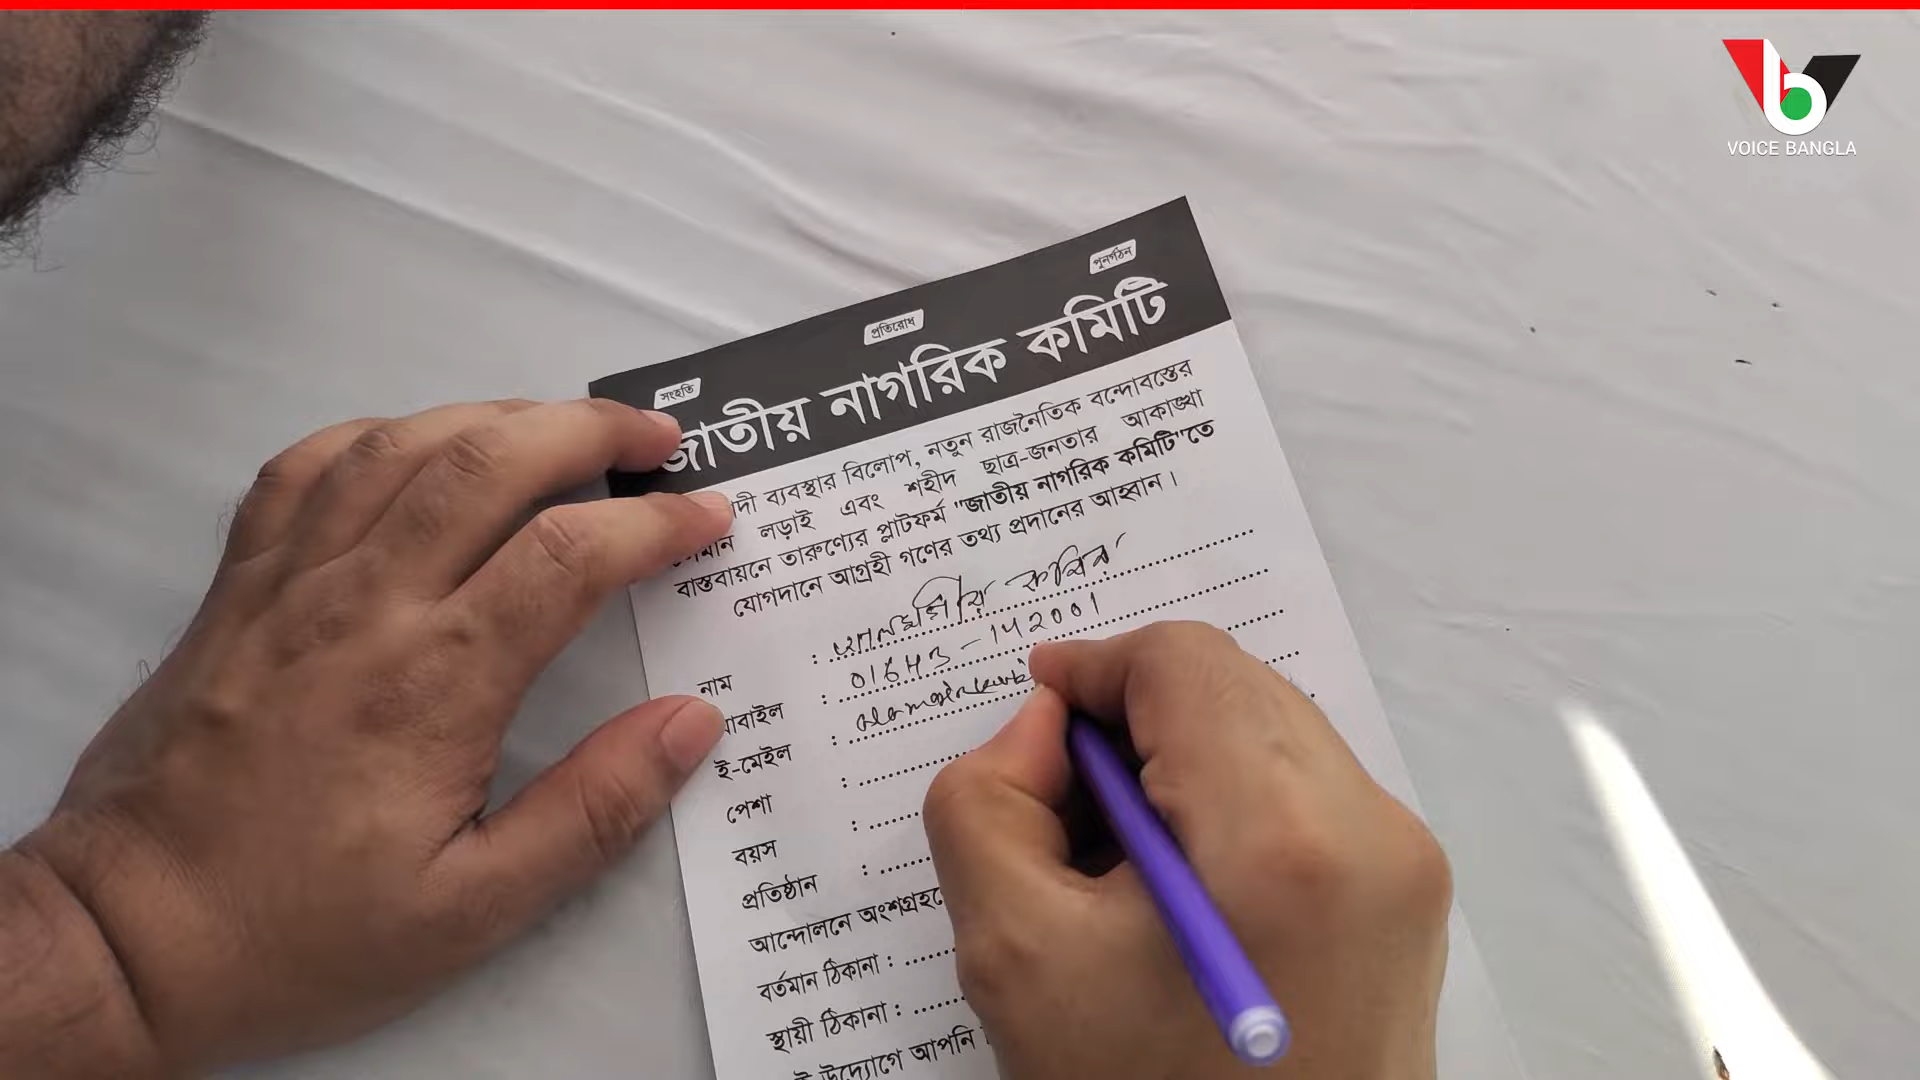 VOICE BANGLA
পুনর্গঠন
প্রতিরোধ
সংহতি
জাতীয় নাগরিক কমিটি
ব্যবস্থার বিলোপ, নতুন রাজনৈতিক বন্দোবস্তের
লড়াই এবং শহীদ ছাত্র-জনতার আকাঙ্খা
বাস্তবায়নে তারুণ্যের প্লাটফর্ম "জাতীয় নাগরিক কমিটি"তে
যোগদানে আগ্রহী গণের তথ্য প্রদানের আহ্বান।
নাম : আলমগীর কবির
:
ই-মেইল :
পেশা :
বয়স :
প্রতিষ্ঠান :
আন্দোলনে
বর্তমান ঠিকানা :
স্থায়ী ঠিকানা :
উদ্যোগে আপনি